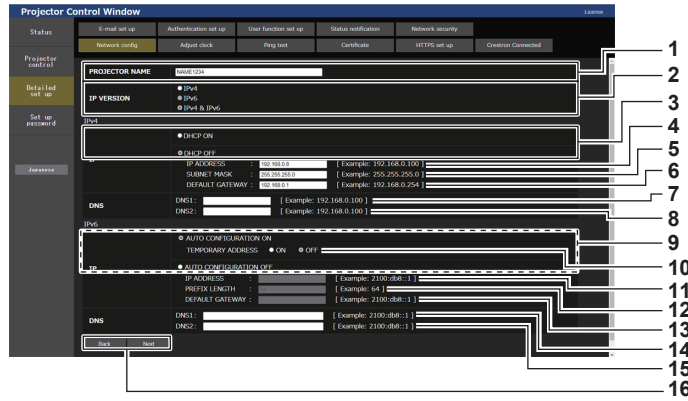 Projector Control Window
License
Status
E-mail set up
Authentication set up
User function set up
Status notification
Network security
Network config
Adjust clock
Ping test
Certificate
HTTPS set up
Crestron Connected
Projector control
Detailed set up
Set up password
Japanese
PROJECTOR NAME
NAME1234
IP VERSION
IPv4
IPv6
IPv4 & IPv6
IPv4
IP
DHCP ON
DHCP OFF
IP ADDRESS : 192.168.0.8 [ Example: 192.168.0.100 ]
SUBNET MASK : 255.255.255.0 [ Example: 255.255.255.0 ]
DEFAULT GATEWAY : 192.168.0.1 [ Example: 192.168.0.254 ]
DNS
DNS1: [ Example: 192.168.0.100 ]
DNS2: [ Example: 192.168.0.100 ]
IPv6
IP
AUTO CONFIGURATION ON
TEMPORARY ADDRESS ON OFF
AUTO CONFIGURATION OFF
IP ADDRESS : [ Example: 2100:db8::1 ]
PREFIX LENGTH : [ Example: 64 ]
DEFAULT GATEWAY : [ Example: 2100:db8::1 ]
DNS
DNS1: [ Example: 2100:db8::1 ]
DNS2: [ Example: 2100:db8::1 ]
Back Next
1
2
3
4
5
6
7
8
9
10
11
12
13
14
15
16